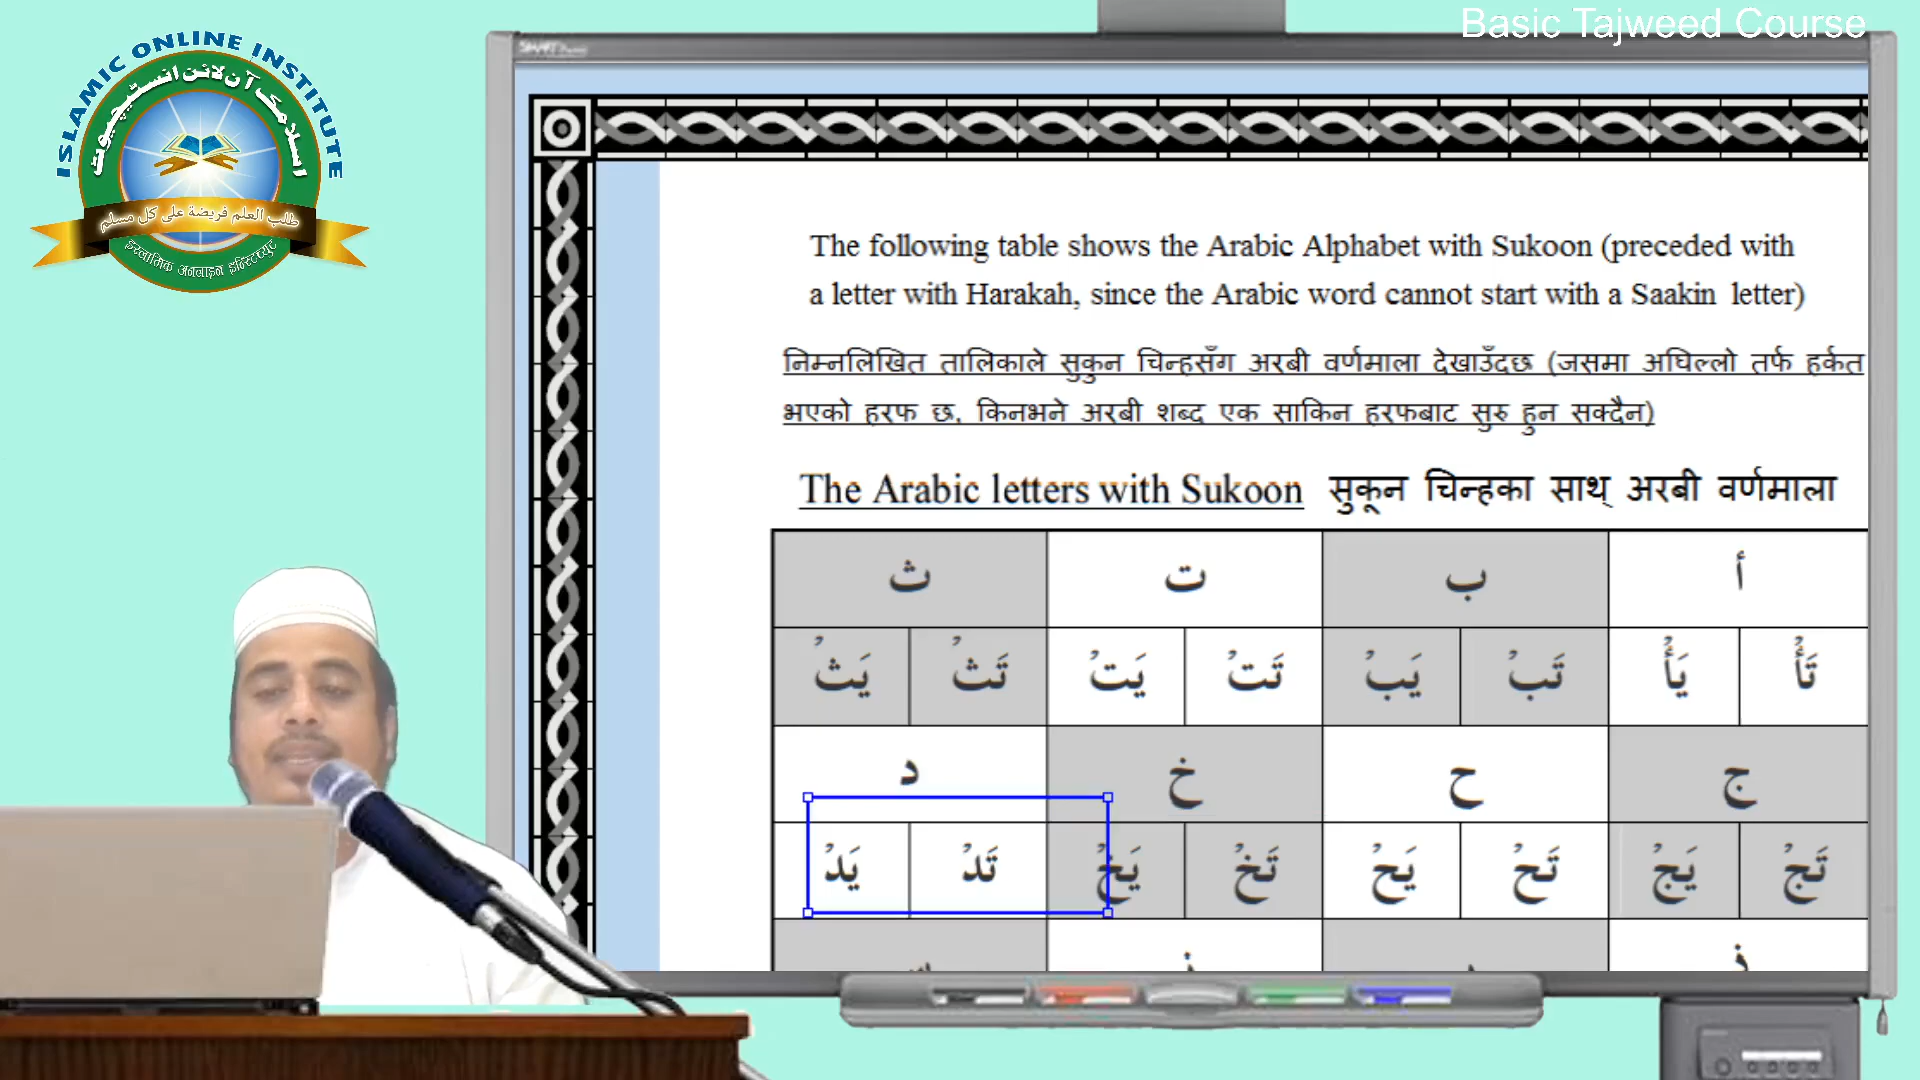 Basic Tajweed Course
ISLAMIC ONLINE INSTITUTE
اسلامک آن لائن انسٹیٹیوٹ
طلب العلم فريضة على كل مسلم
इस्लामिक अनलाइन इन्स्टिच्युट
SMART
The following table shows the Arabic Alphabet with Sukoon (preceded with
a letter with Harakah, since the Arabic word cannot start with a Saakin letter)
निम्नलिखित तालिकाले सुकुन चिन्हसँग अरबी वर्णमाला देखाउँदछ (जसमा अघिल्लो तर्फ हर्कत
भएको हरफ छ, किनभने अरबी शब्द एक साकिन हरफबाट सुरु हुन सक्दैन)
The Arabic letters with Sukoon सुकून चिन्हका साथ् अरबी वर्णमाला
أ ب ت ث
تَأْ يَأْ تَبْ يَبْ تَتْ يَتْ تَثْ يَثْ
ج ح خ د
تَجْ يَجْ تَحْ يَحْ تَخْ يَخْ تَدْ يَدْ